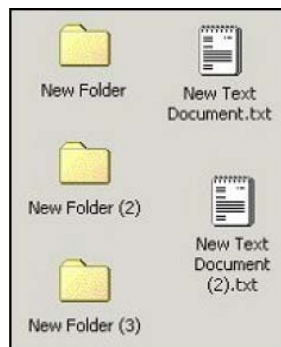 New Folder
New Text
Document.txt
New Folder (2)
New Text
Document
(2).txt
New Folder (3)